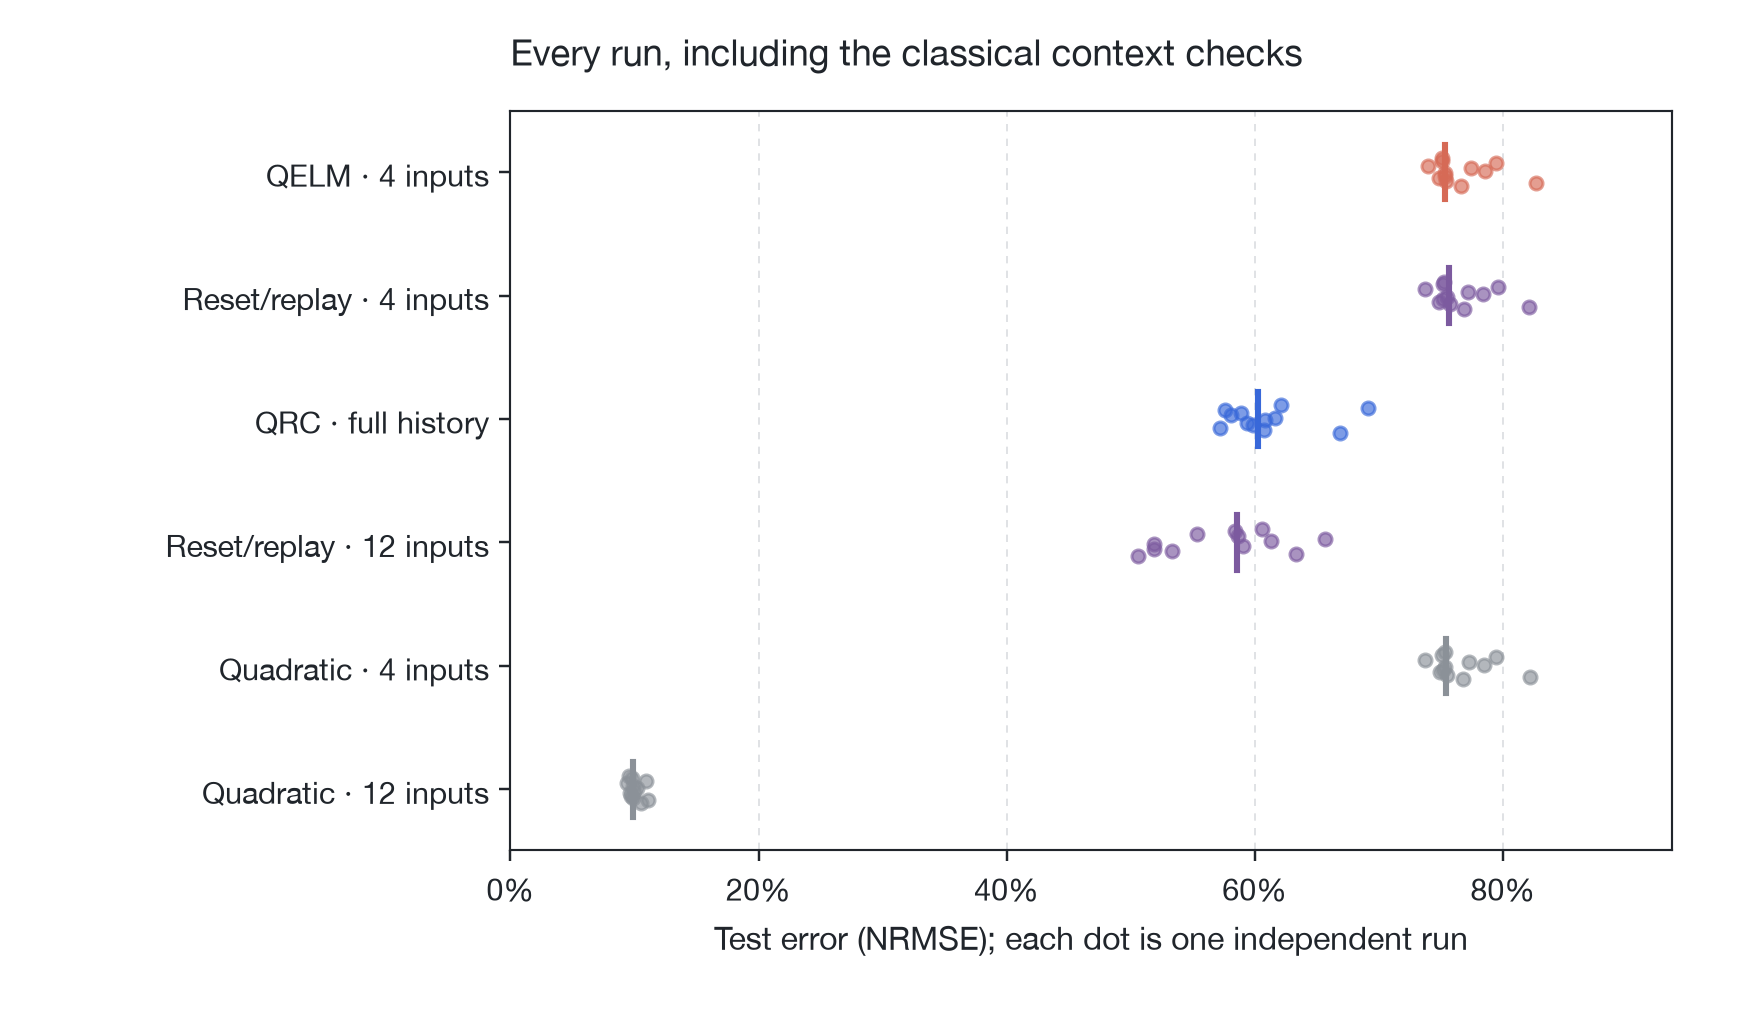 Every run, including the classical context checks
QELM · 4 inputs
Reset/replay · 4 inputs
QRC · full history
Reset/replay · 12 inputs
Quadratic · 4 inputs
Quadratic · 12 inputs
0% 20% 40% 60% 80%
Test error (NRMSE); each dot is one independent run